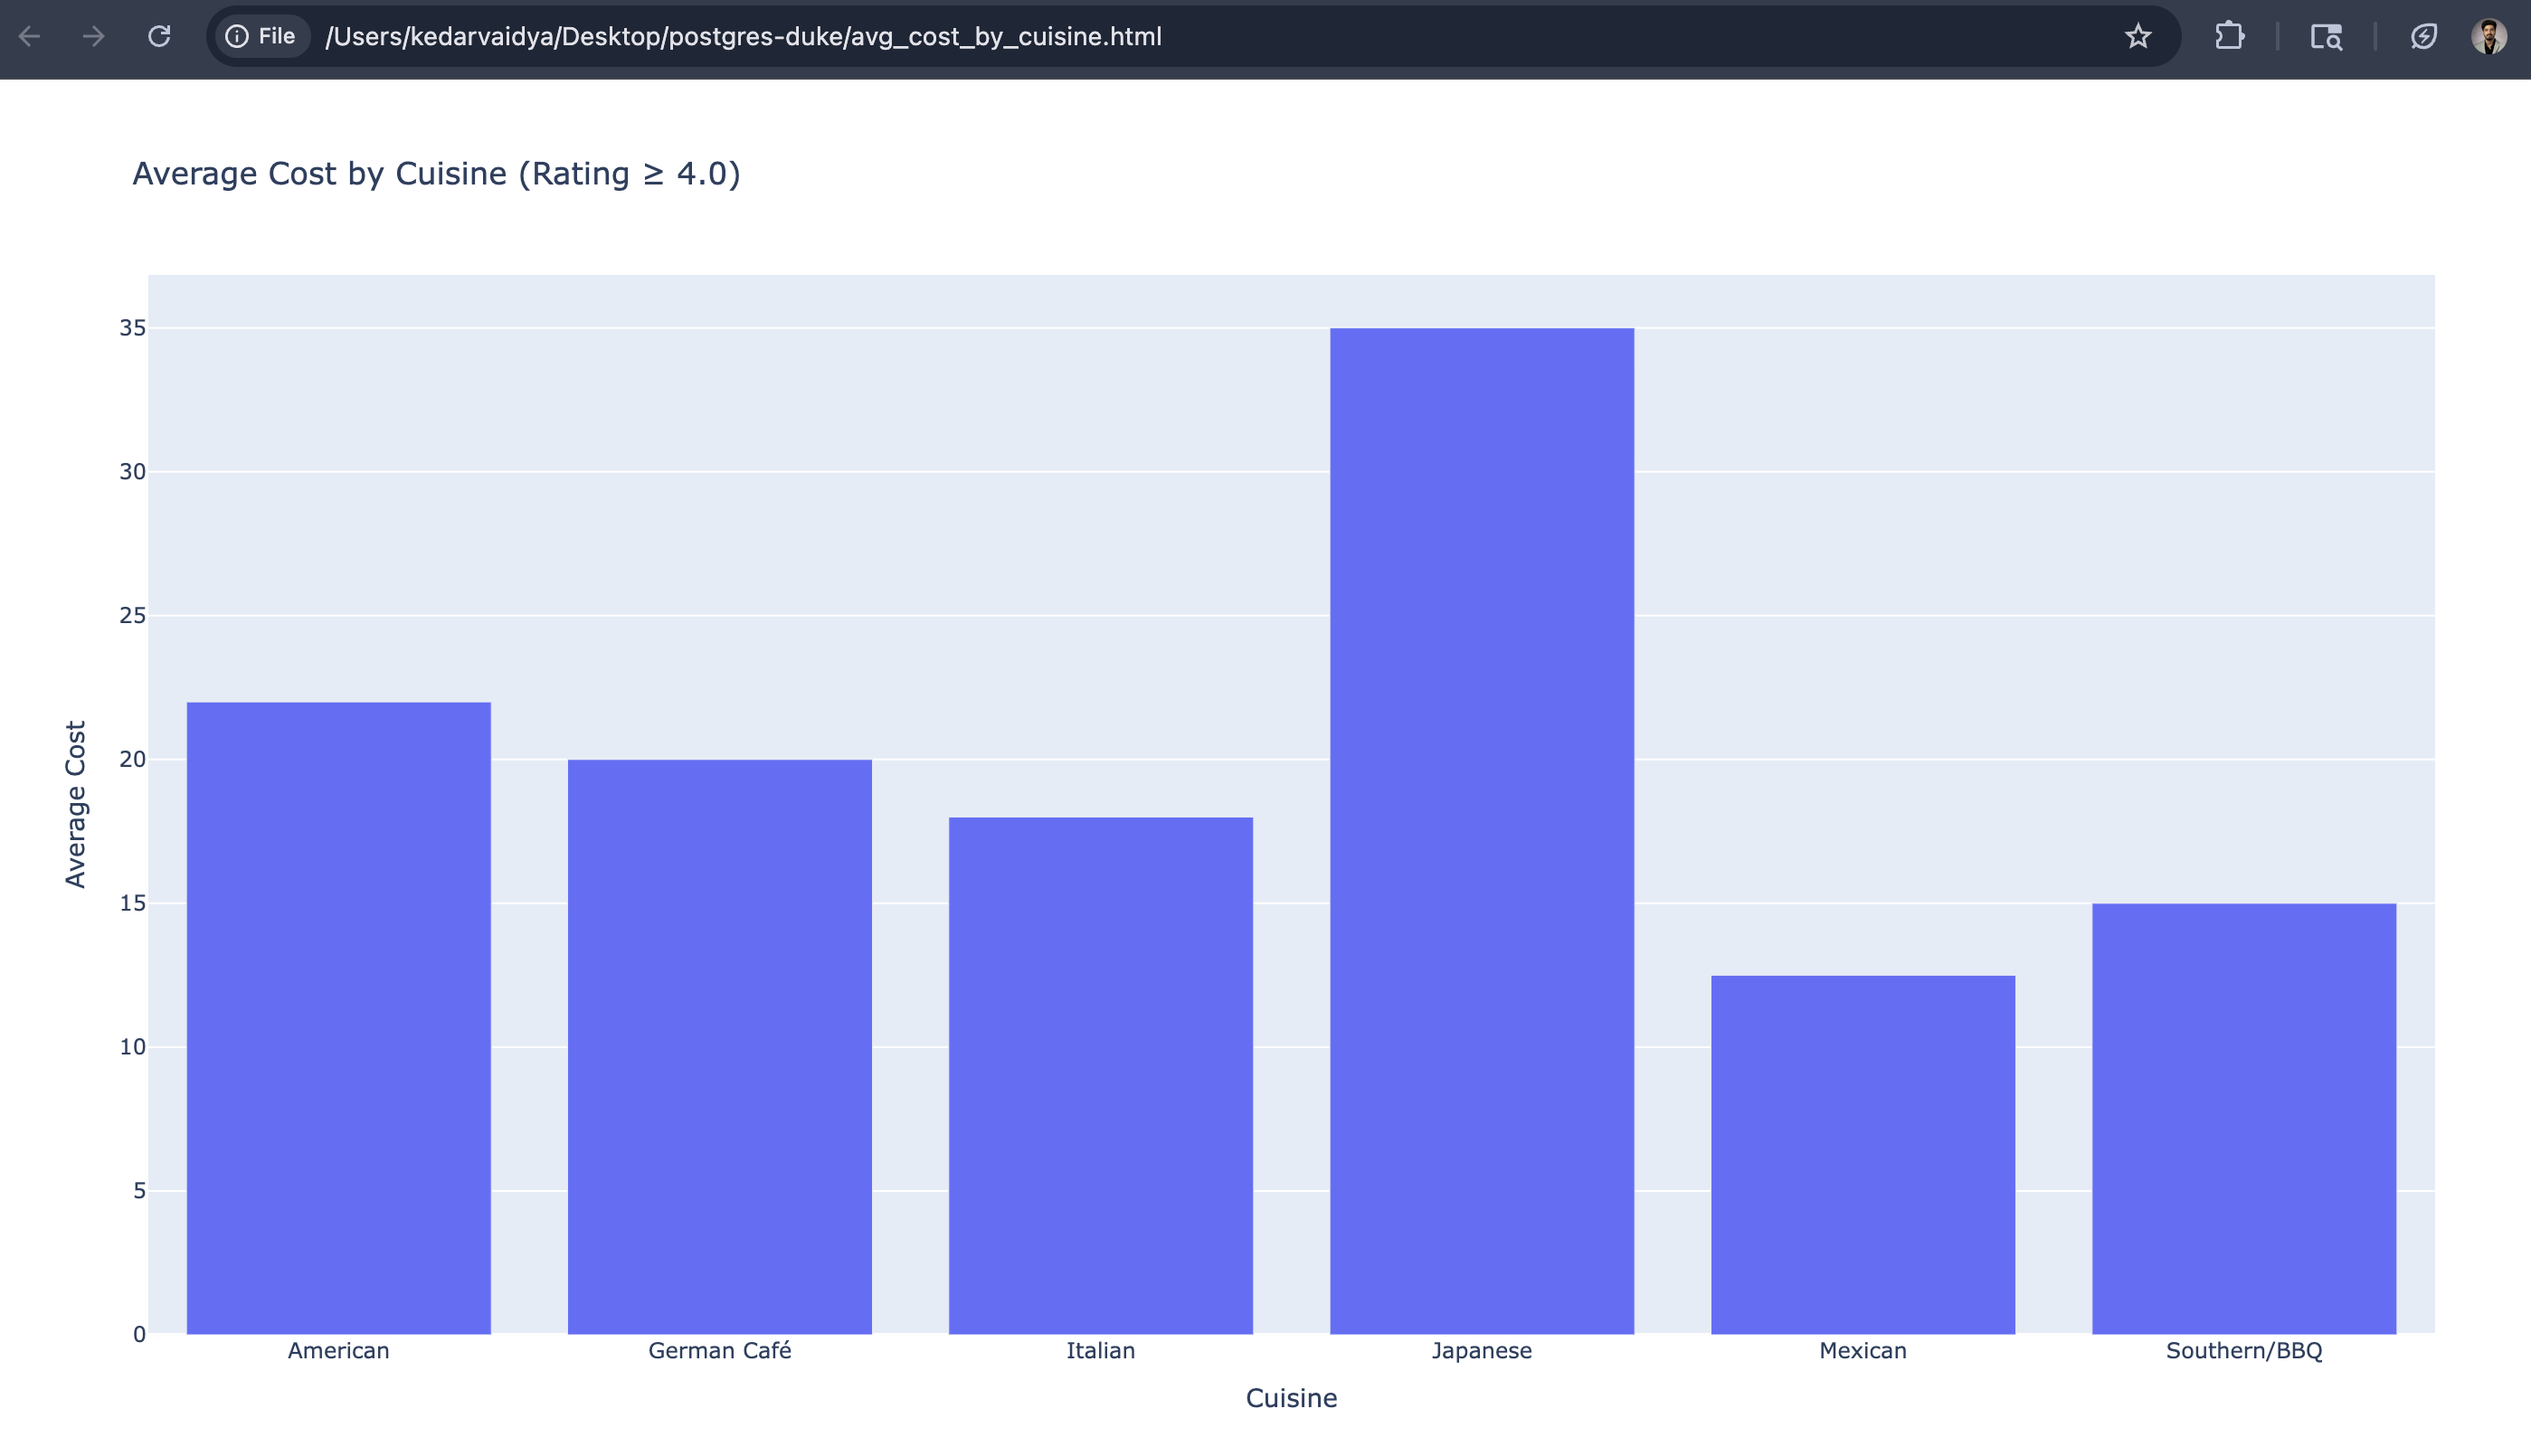 File /Users/kedarvaidya/Desktop/postgres-duke/avg_cost_by_cuisine.html
Average Cost by Cuisine (Rating ≥ 4.0)
35
30
25
20
15
10
5
0
Average Cost
American German Café Italian Japanese Mexican Southern/BBQ
Cuisine